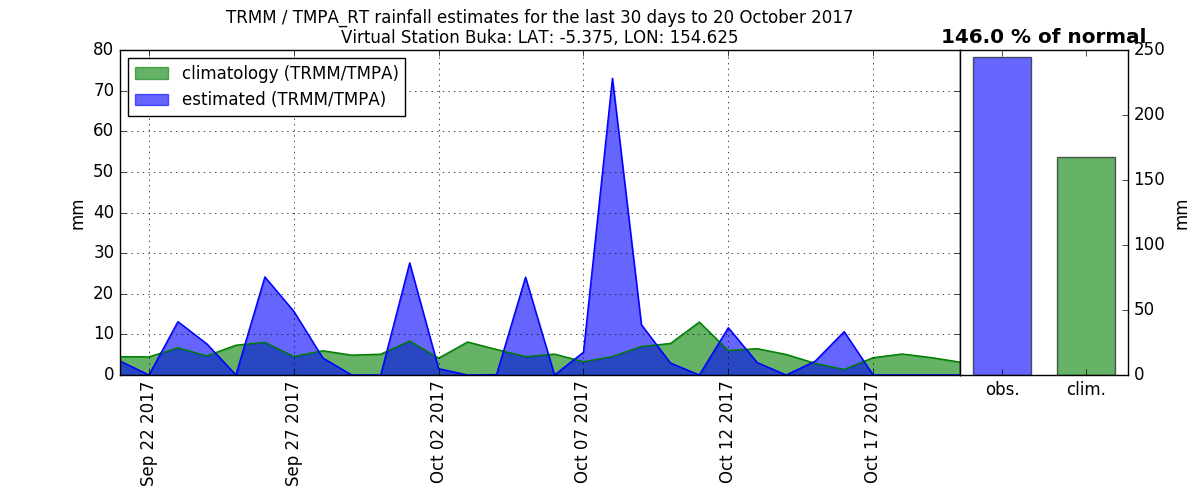 TRMM / TMPA_RT rainfall estimates for the last 30 days to 20 October 2017
Virtual Station Buka: LAT: -5.375, LON: 154.625
146.0 % of normal
climatology (TRMM/TMPA)
estimated (TRMM/TMPA)
80
70
60
50
40
30
20
10
0
mm
250
200
150
100
50
0
mm
Sep 22 2017
Sep 27 2017
Oct 02 2017
Oct 07 2017
Oct 12 2017
Oct 17 2017
obs.
clim.